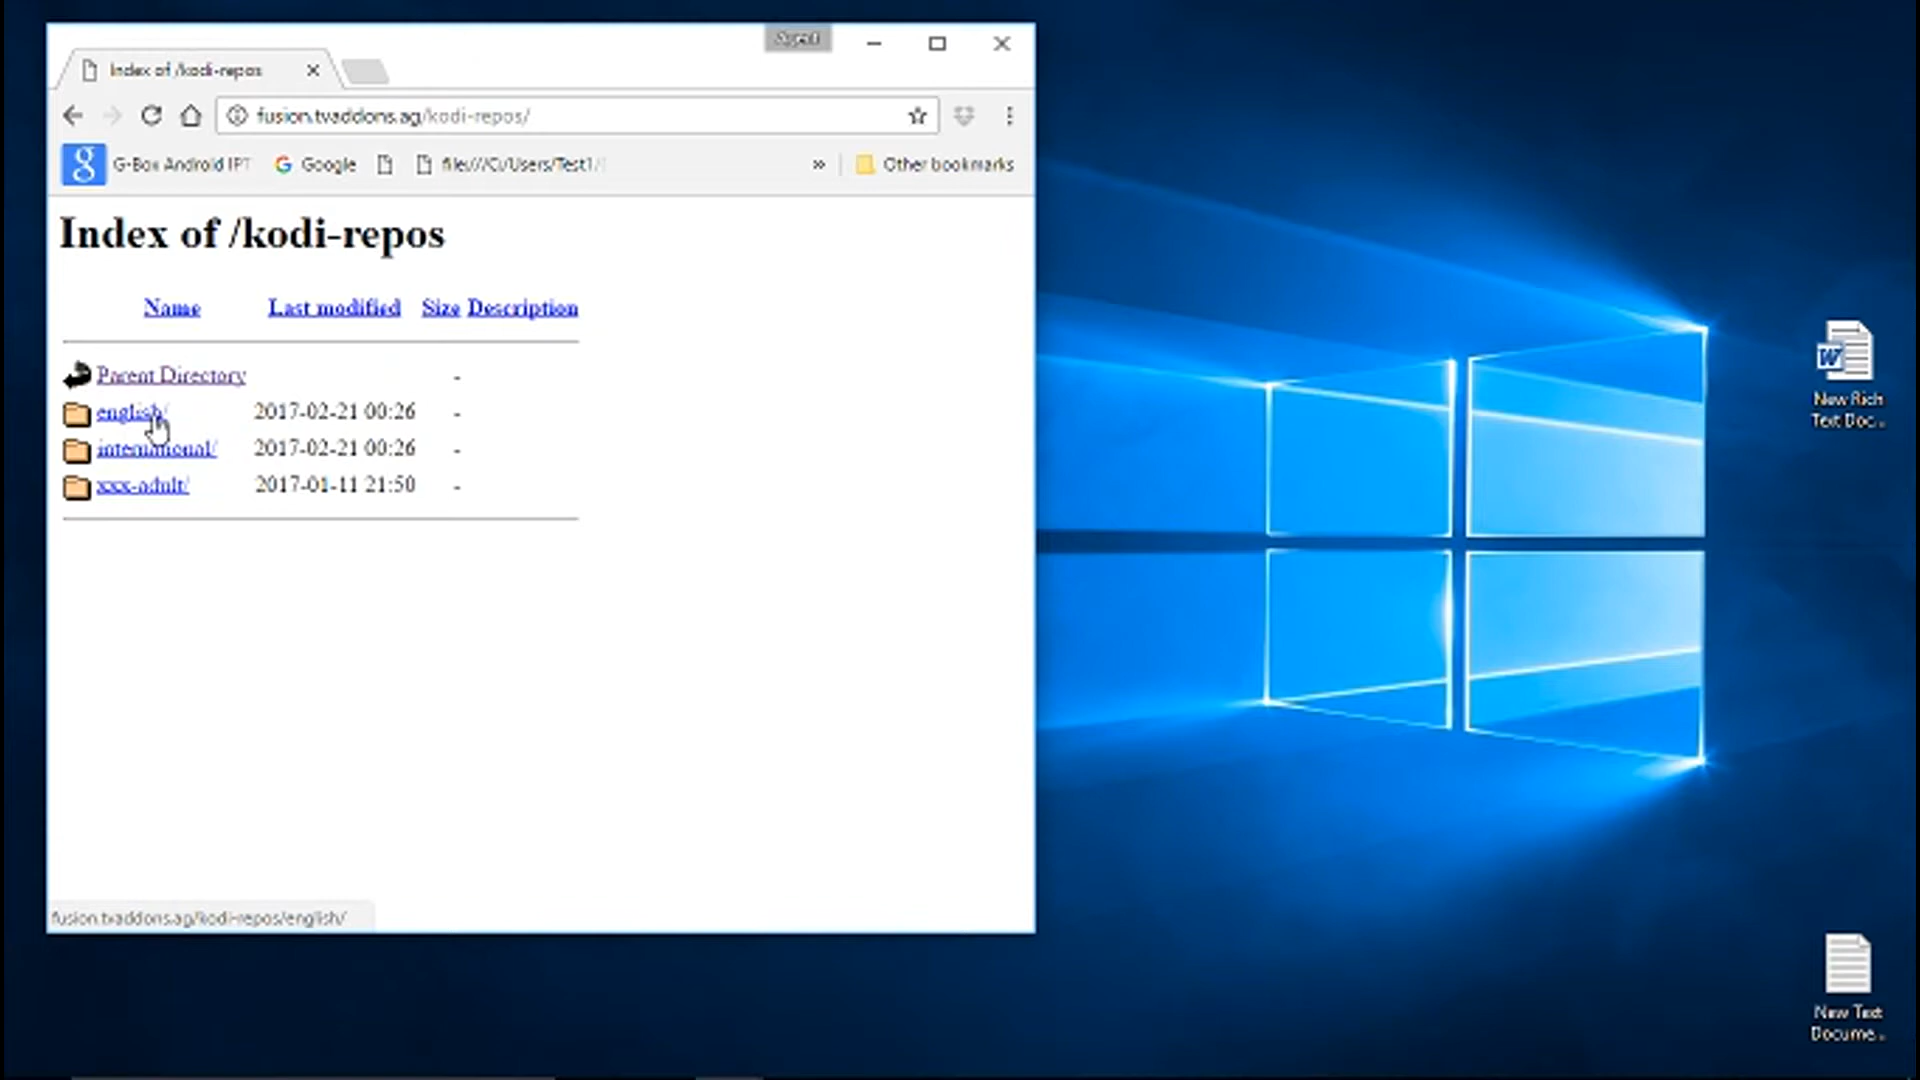 Index of /kodi-repos
fusion.tvaddons.ag/kodi-repos/
g G-Box Android IPT
Google
file:///C:/Users/Test1/
» Other bookmarks
Index of /kodi-repos
Name Last modified Size Description
Parent Directory -
english/ 2017-02-21 00:26 -
international/ 2017-02-21 00:26 -
xxx-adult/ 2017-01-11 21:50 -
fusion.tvaddons.ag/kodi-repos/english/
W
New Rich
Text Doc...
New Text
Docume...